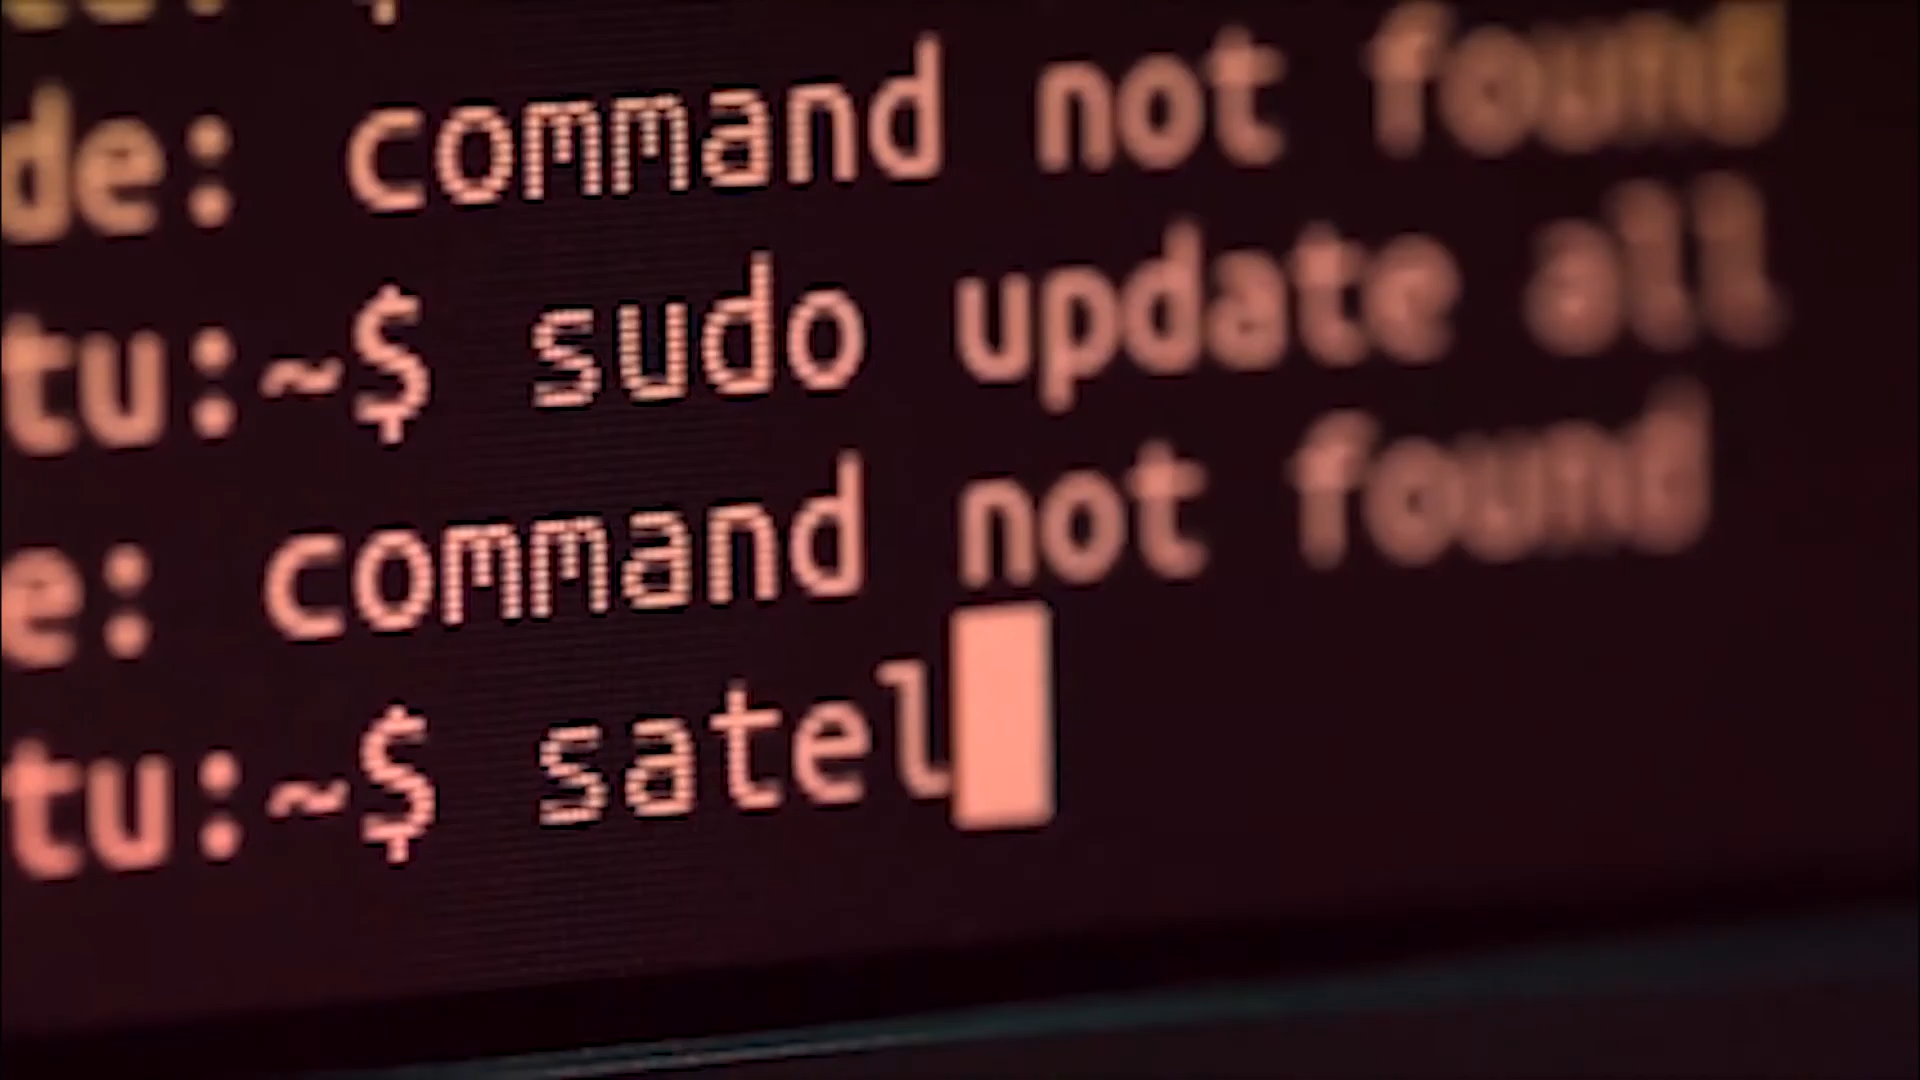 de: command not found
tu:~$ sudo update all
e: command not found
tu:~$ satel